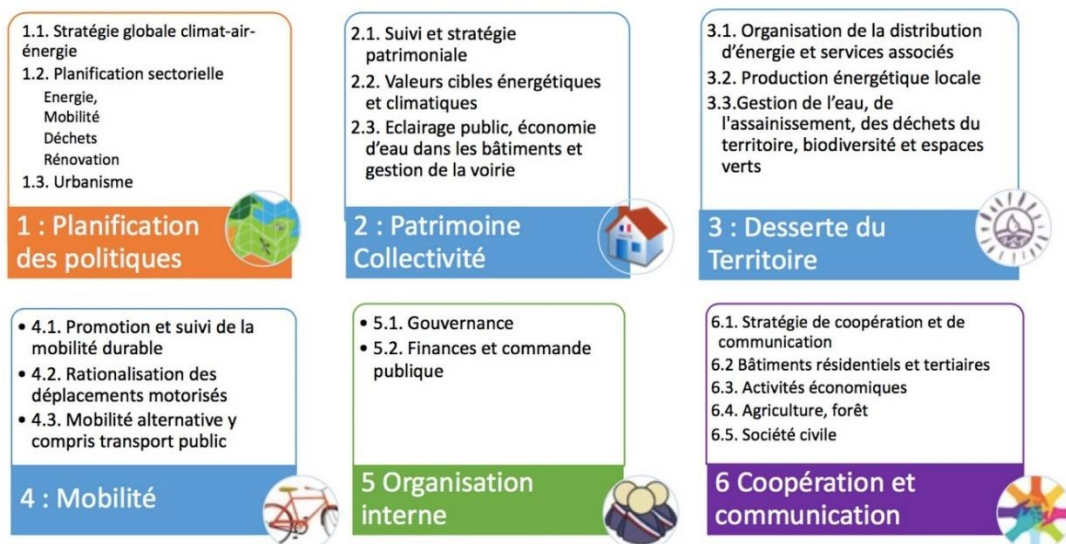 1.1. Stratégie globale climat-air-
énergie
1.2. Planification sectorielle
Energie,
Mobilité
Déchets
Rénovation
1.3. Urbanisme
1 : Planification
des politiques
2.1. Suivi et stratégie
patrimoniale
2.2. Valeurs cibles énergétiques
et climatiques
2.3. Eclairage public, économie
d'eau dans les bâtiments et
gestion de la voirie
2 : Patrimoine
Collectivité
3.1. Organisation de la distribution
d'énergie et services associés
3.2. Production énergétique locale
3.3.Gestion de l'eau, de
l'assainissement, des déchets du
territoire, biodiversité et espaces
verts
3 : Desserte du
Territoire
• 4.1. Promotion et suivi de la
mobilité durable
• 4.2. Rationalisation des
déplacements motorisés
• 4.3. Mobilité alternative y
compris transport public
4 : Mobilité
• 5.1. Gouvernance
• 5.2. Finances et commande
publique
5 Organisation
interne
6.1. Stratégie de coopération et de
communication
6.2 Bâtiments résidentiels et tertiaires
6.3. Activités économiques
6.4. Agriculture, forêt
6.5. Société civile
6 Coopération et
communication